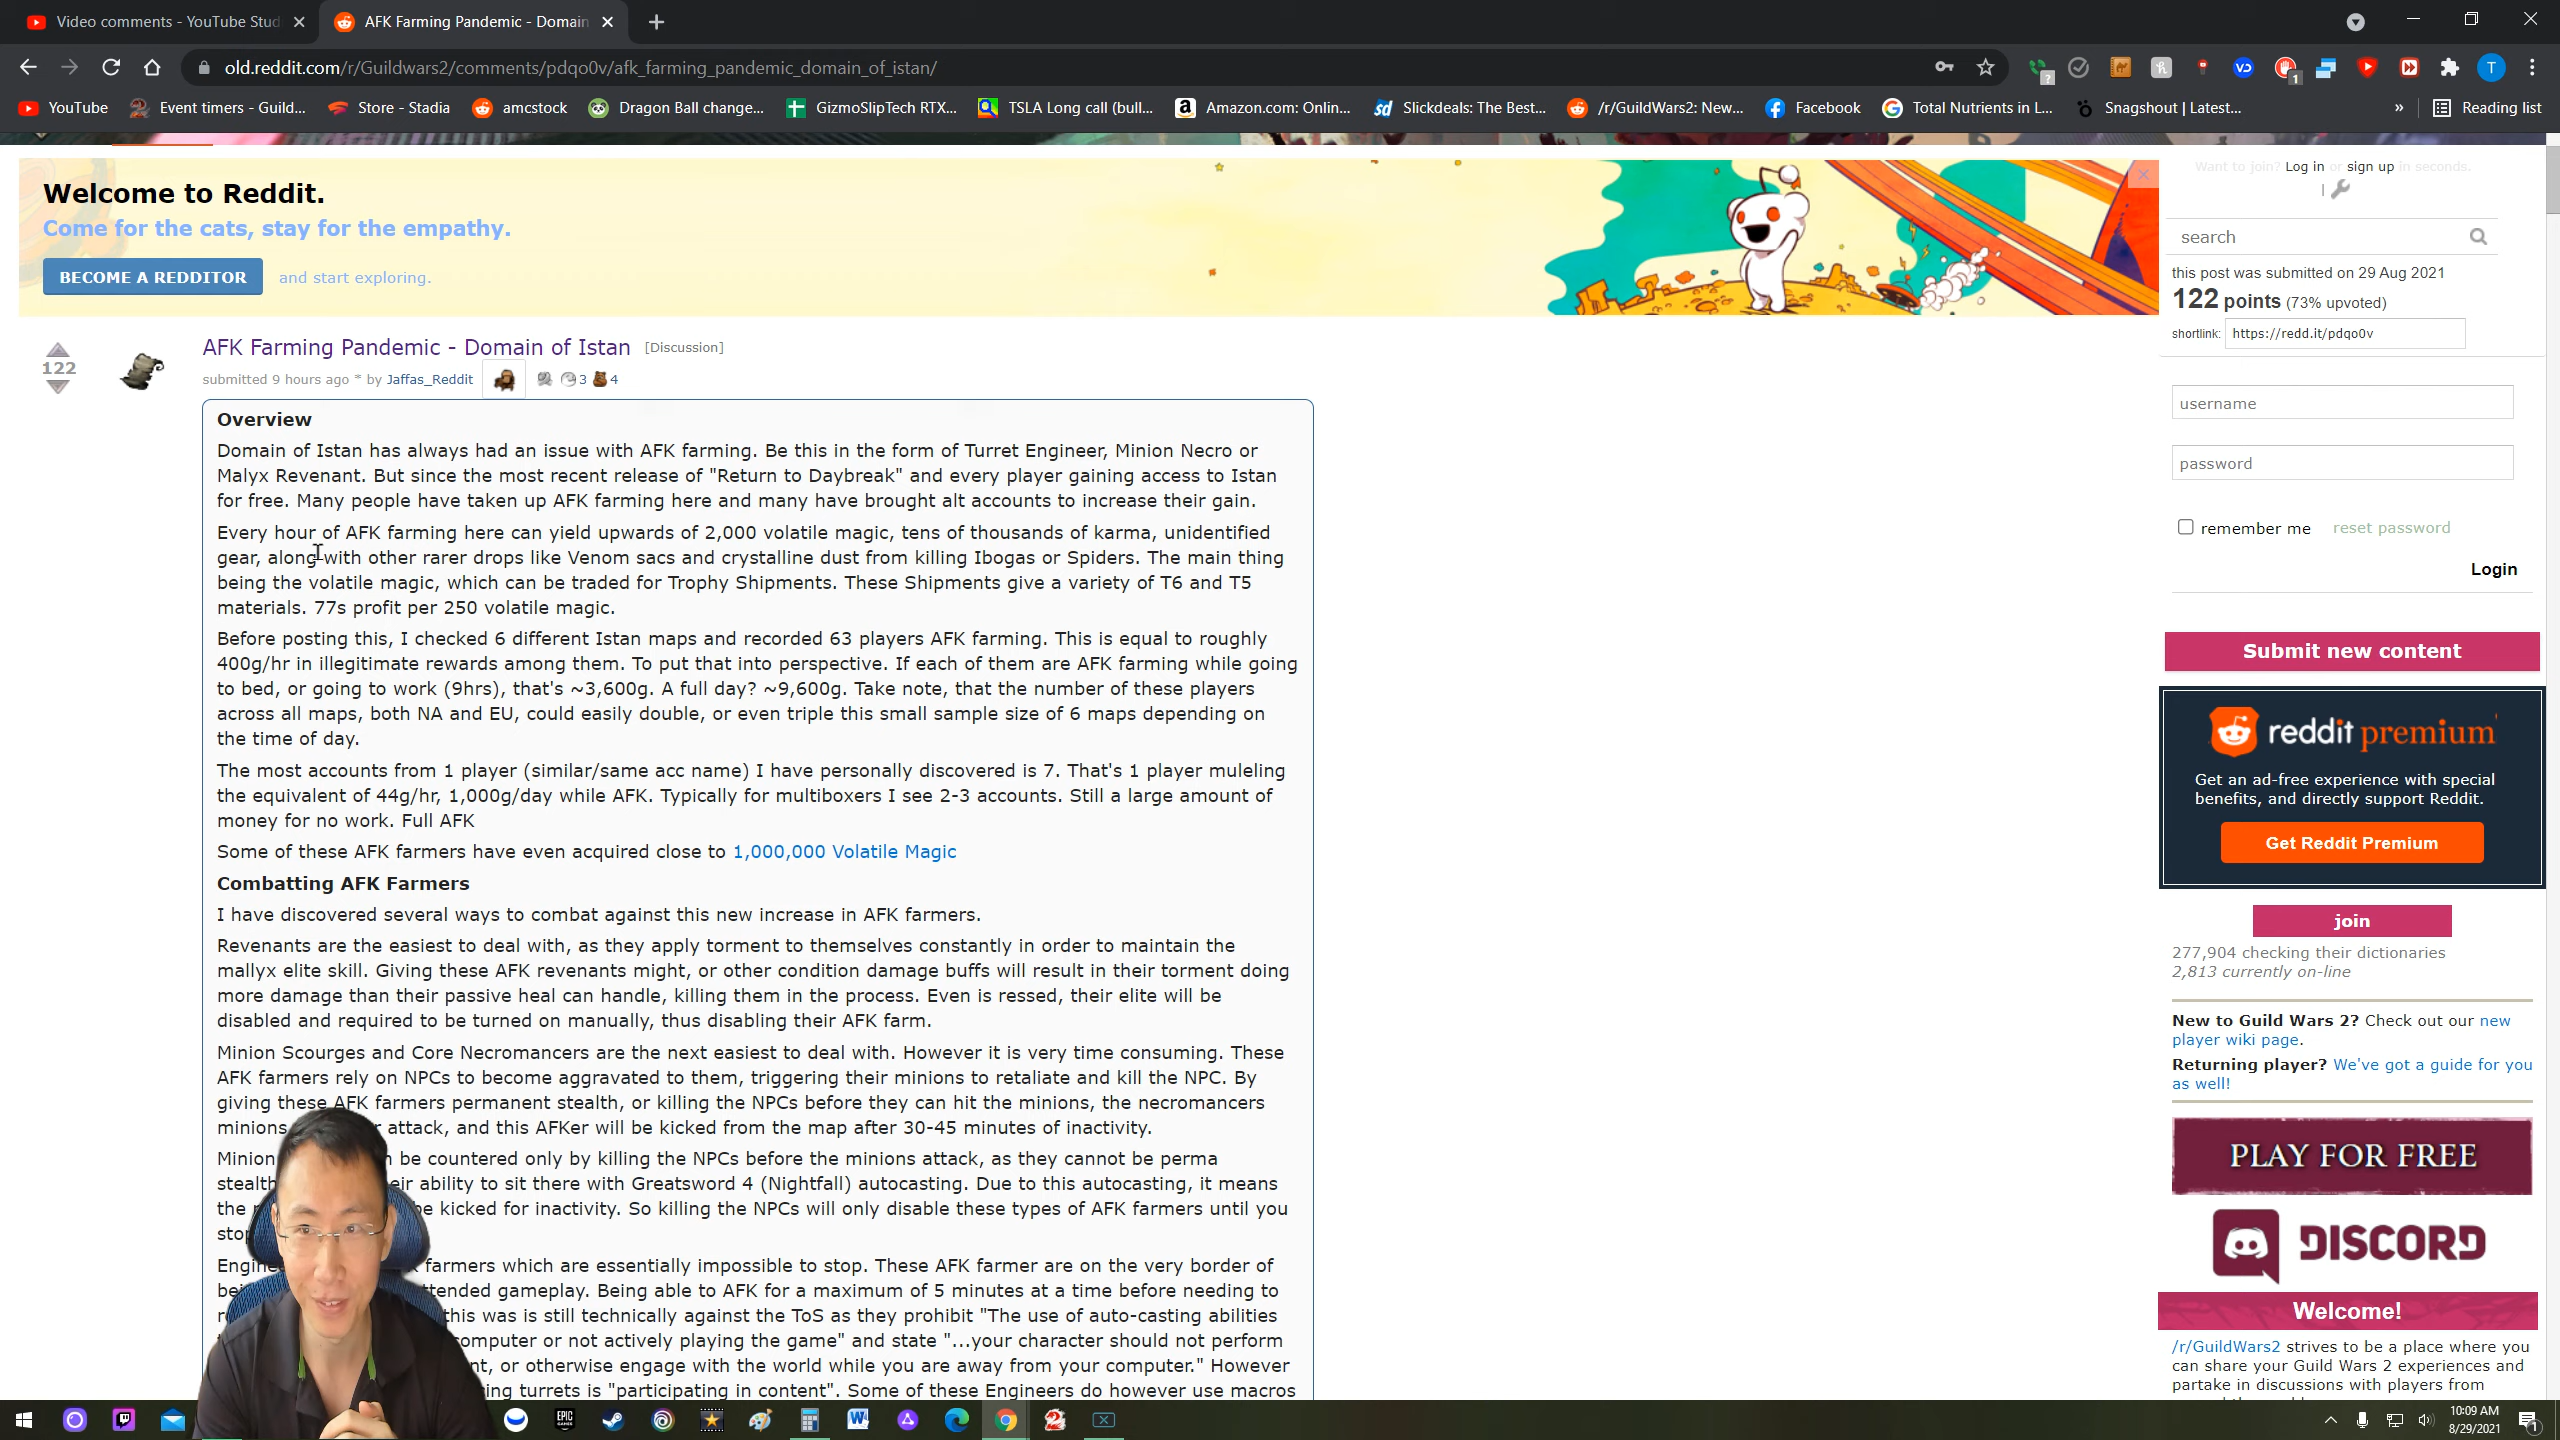 Video comments - YouTube Stud
AFK Farming Pandemic - Domain
old.reddit.com/r/Guildwars2/comments/pdqo0v/afk_farming_pandemic_domain_of_istan/
YouTube
Event timers - Guild...
Store - Stadia
amcstock
Dragon Ball change...
GizmoSlipTech RTX...
TSLA Long call (bull...
Amazon.com: Onlin...
Slickdeals: The Best...
/r/GuildWars2: New...
Facebook
Total Nutrients in L...
Snagshout | Latest...
»
Reading list
Welcome to Reddit.
Come for the cats, stay for the empathy.
BECOME A REDDITOR and start exploring.
122
AFK Farming Pandemic - Domain of Istan [Discussion]
submitted 9 hours ago * by Jaffas_Reddit 3 4
Overview
Domain of Istan has always had an issue with AFK farming. Be this in the form of Turret Engineer, Minion Necro or
Malyx Revenant. But since the most recent release of "Return to Daybreak" and every player gaining access to Istan
for free. Many people have taken up AFK farming here and many have brought alt accounts to increase their gain.
Every hour of AFK farming here can yield upwards of 2,000 volatile magic, tens of thousands of karma, unidentified
gear, along with other rarer drops like Venom sacs and crystalline dust from killing Ibogas or Spiders. The main thing
being the volatile magic, which can be traded for Trophy Shipments. These Shipments give a variety of T6 and T5
materials. 77s profit per 250 volatile magic.
Before posting this, I checked 6 different Istan maps and recorded 63 players AFK farming. This is equal to roughly
400g/hr in illegitimate rewards among them. To put that into perspective. If each of them are AFK farming while going
to bed, or going to work (9hrs), that's ~3,600g. A full day? ~9,600g. Take note, that the number of these players
across all maps, both NA and EU, could easily double, or even triple this small sample size of 6 maps depending on
the time of day.
The most accounts from 1 player (similar/same acc name) I have personally discovered is 7. That's 1 player muleling
the equivalent of 44g/hr, 1,000g/day while AFK. Typically for multiboxers I see 2-3 accounts. Still a large amount of
money for no work. Full AFK
Some of these AFK farmers have even acquired close to 1,000,000 Volatile Magic
Combatting AFK Farmers
I have discovered several ways to combat against this new increase in AFK farmers.
Revenants are the easiest to deal with, as they apply torment to themselves constantly in order to maintain the
mallyx elite skill. Giving these AFK revenants might, or other condition damage buffs will result in their torment doing
more damage than their passive heal can handle, killing them in the process. Even is ressed, their elite will be
disabled and required to be turned on manually, thus disabling their AFK farm.
Minion Scourges and Core Necromancers are the next easiest to deal with. However it is very time consuming. These
AFK farmers rely on NPCs to become aggravated to them, triggering their minions to retaliate and kill the NPC. By
giving these AFK farmers permanent stealth, or killing the NPCs before they can hit the minions, the necromancers
minions attack, and this AFKer will be kicked from the map after 30-45 minutes of inactivity.
Minion be countered only by killing the NPCs before the minions attack, as they cannot be perma
stealth ability to sit there with Greatsword 4 (Nightfall) autocasting. Due to this autocasting, it means
the kicked for inactivity. So killing the NPCs will only disable these types of AFK farmers until you
farmers which are essentially impossible to stop. These AFK farmer are on the very border of
gameplay. Being able to AFK for a maximum of 5 minutes at a time before needing to
this was is still technically against the ToS as they prohibit "The use of auto-casting abilities
computer or not actively playing the game" and state "...your character should not perform
or otherwise engage with the world while you are away from your computer." However
turrets is "participating in content". Some of these Engineers do however use macros
Want to join? Log in or sign up in seconds.
|
search
this post was submitted on 29 Aug 2021
122 points (73% upvoted)
shortlink: https://redd.it/pdqo0v
username
password
remember me reset password
Login
Submit new content
reddit premium
Get an ad-free experience with special
benefits, and directly support Reddit.
Get Reddit Premium
join
277,904 checking their dictionaries
2,813 currently on-line
New to Guild Wars 2? Check out our new
player wiki page.
Returning player? We've got a guide for you
as well!
PLAY FOR FREE
DISCORD
Welcome!
/r/GuildWars2 strives to be a place where you
can share your Guild Wars 2 experiences and
partake in discussions with players from
10:09 AM
8/29/2021